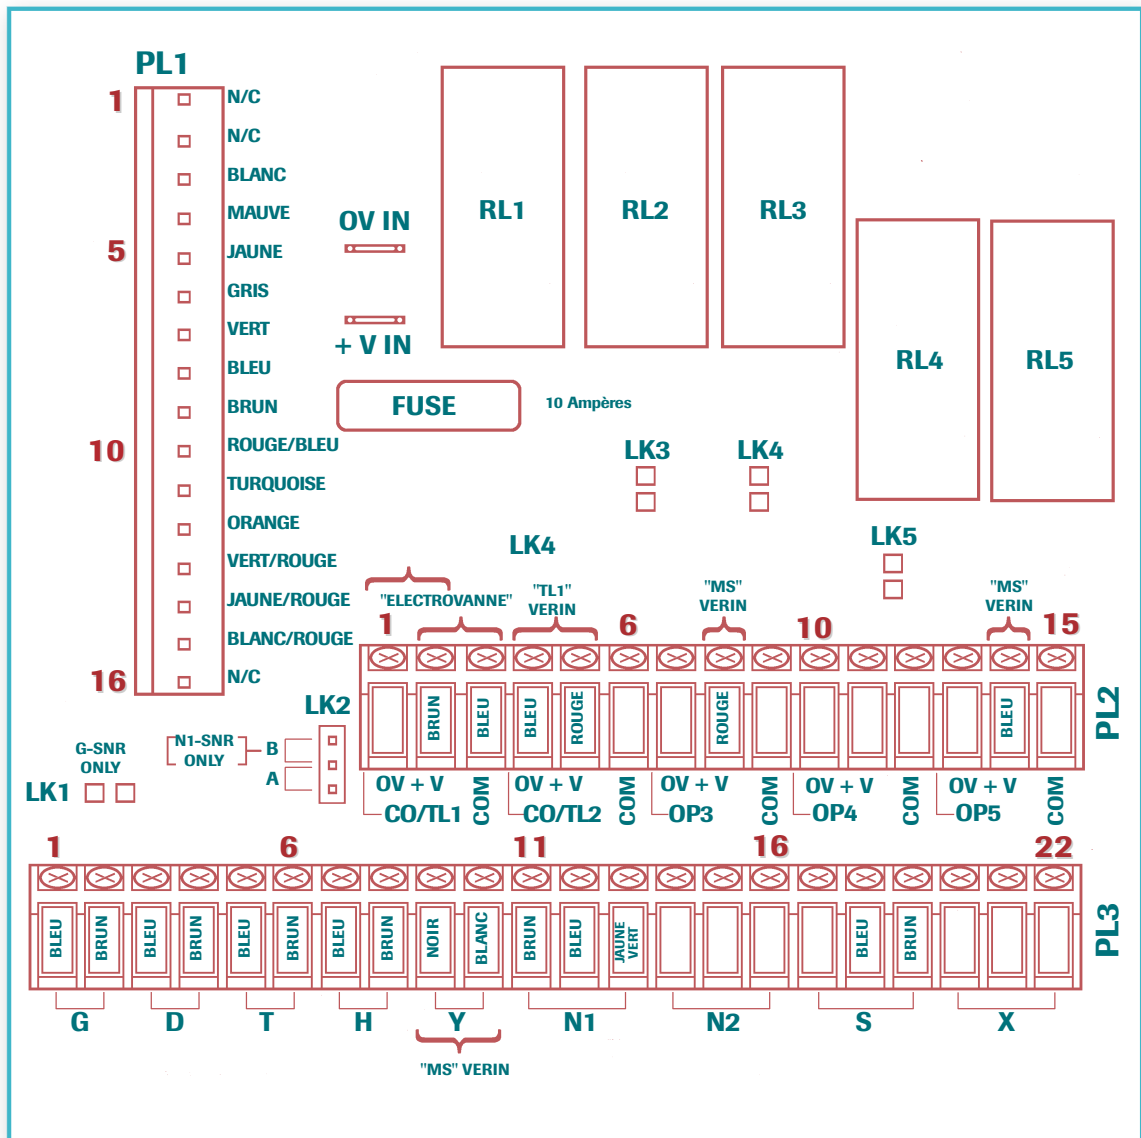 PL1
1 N/C
N/C
BLANC
MAUVE
5 JAUNE
GRIS
VERT
BLEU
BRUN
10 ROUGE/BLEU
TURQUOISE
ORANGE
VERT/ROUGE
JAUNE/ROUGE
BLANC/ROUGE
16 N/C
OV IN
+ V IN
FUSE 10 Ampères
RL1 RL2 RL3
RL4 RL5
LK3 LK4
LK4 LK5
"ELECTROVANNE"
"TL1"
VERIN
"MS"
VERIN
"MS"
VERIN
1 6 10 15
BRUN BLEU BLEU ROUGE ROUGE BLEU
PL2
OV + V COM OV + V COM OV + V COM OV + V COM OV + V COM
CO/TL1 CO/TL2 OP3 OP4 OP5
LK2
N1-SNR
ONLY
B
A
G-SNR
ONLY
LK1
1 6 11 16 22
BLEU BRUN BLEU BRUN BLEU BRUN BLEU BRUN NOIR BLANC BRUN BLEU JAUNE VERT BLEU BRUN
PL3
G D T H Y N1 N2 S X
"MS" VERIN